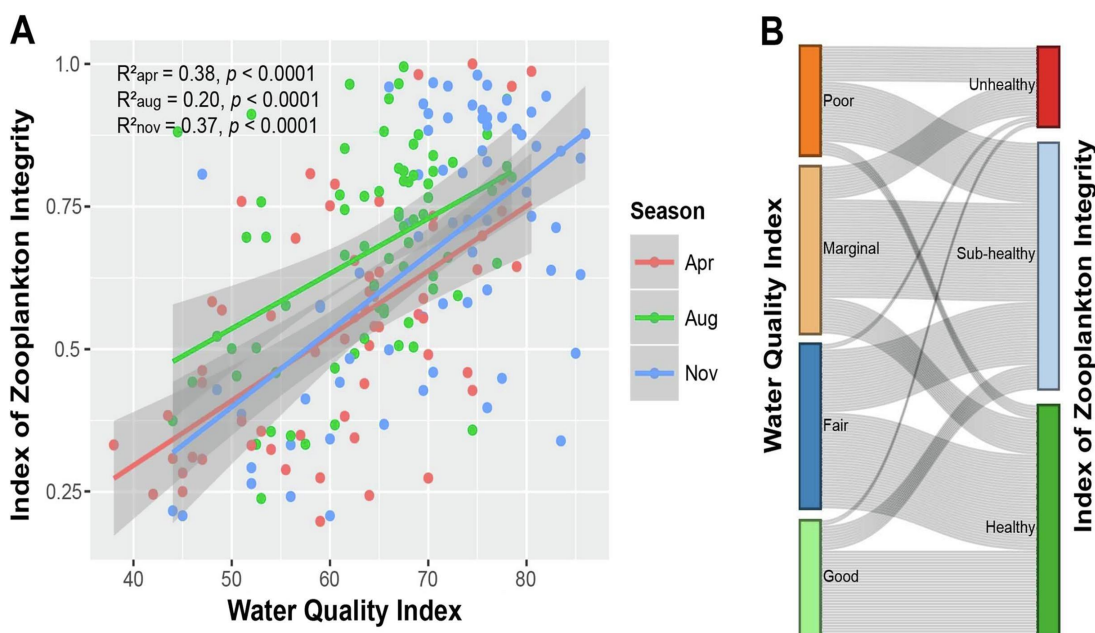 A
R²apr = 0.38, p < 0.0001
R²aug = 0.20, p < 0.0001
R²nov = 0.37, p < 0.0001
Index of Zooplankton Integrity
1.0
0.75
0.5
0.25
40
50
60
70
80
Water Quality Index
Season
Apr
Aug
Nov
B
Water Quality Index
Poor
Marginal
Fair
Good
Unhealthy
Sub-healthy
Healthy
Index of Zooplankton Integrity